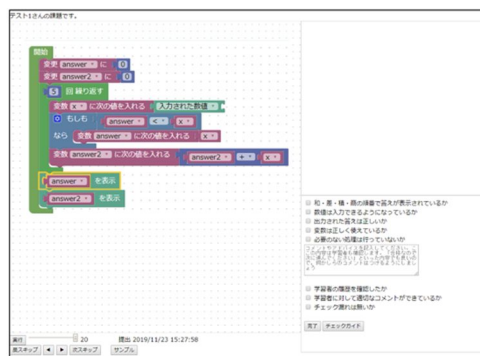 テスト1さんの課題です。
開始
変更 answer に 0
変更 answer2 に 0
5 回 繰り返す
変数 x に次の値を入れる 入力された数値
もしも answer < x
なら 変数 answer に次の値を入れる x
変数 answer2 に次の値を入れる answer2 + x
answer を表示
answer2 を表示
和・差・積・商の順番で答えが表示されているか
数値は入力できるようになっているか
出力された答えは正しいか
変数は正しく使えているか
必要のない処理は行っていないか
学習者の履歴を確認したか
学習者に対して適切なコメントができているか
チェック漏れは無いか
完了 チェックガイド
実行 20 提出 2019/11/23 15:27:58
前スキップ ◀ ▶ 次スキップ サンプル